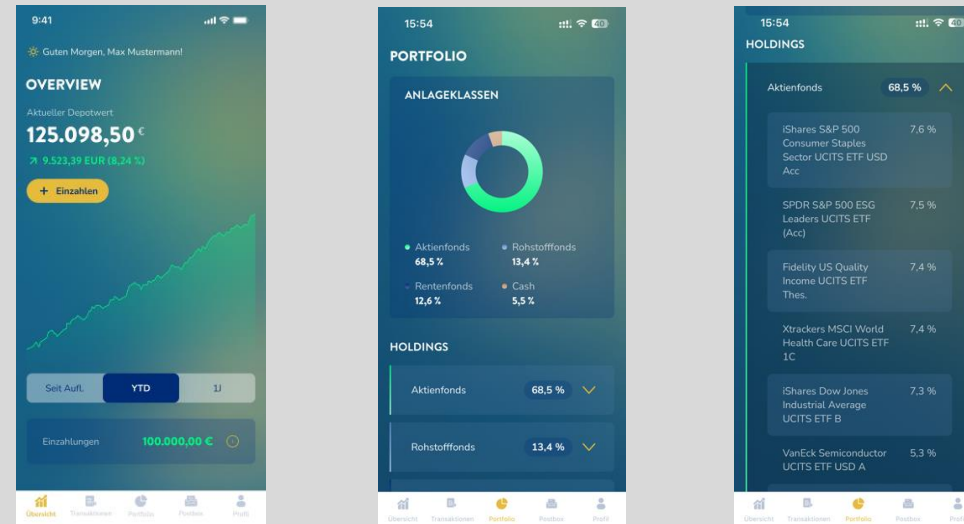 9:41
Guten Morgen, Max Mustermann!
OVERVIEW
Aktueller Depotwert
125.098,50 €
9.523,39 EUR (8,24 %)
+ Einzahlen
Seit Aufl.
YTD
1J
Einzahlungen
100.000,00 €
Übersicht
Transaktionen
Portfolio
Postbox
Profil
15:54
40
PORTFOLIO
ANLAGEKLASSEN
Aktienfonds
68,5 %
Rohstofffonds
13,4 %
Rentenfonds
12,6 %
Cash
5,5 %
HOLDINGS
Aktienfonds
68,5 %
Rohstofffonds
13,4 %
Übersicht
Transaktionen
Portfolio
Postbox
Profil
15:54
40
HOLDINGS
Aktienfonds
68,5 %
iShares S&P 500
Consumer Staples
Sector UCITS ETF USD
Acc
7,6 %
SPDR S&P 500 ESG
Leaders UCITS ETF
(Acc)
7,5 %
Fidelity US Quality
Income UCITS ETF
Thes.
7,4 %
Xtrackers MSCI World
Health Care UCITS ETF
1C
7,4 %
iShares Dow Jones
Industrial Average
UCITS ETF B
7,3 %
VanEck Semiconductor
UCITS ETF USD A
5,3 %
Übersicht
Transaktionen
Portfolio
Postbox